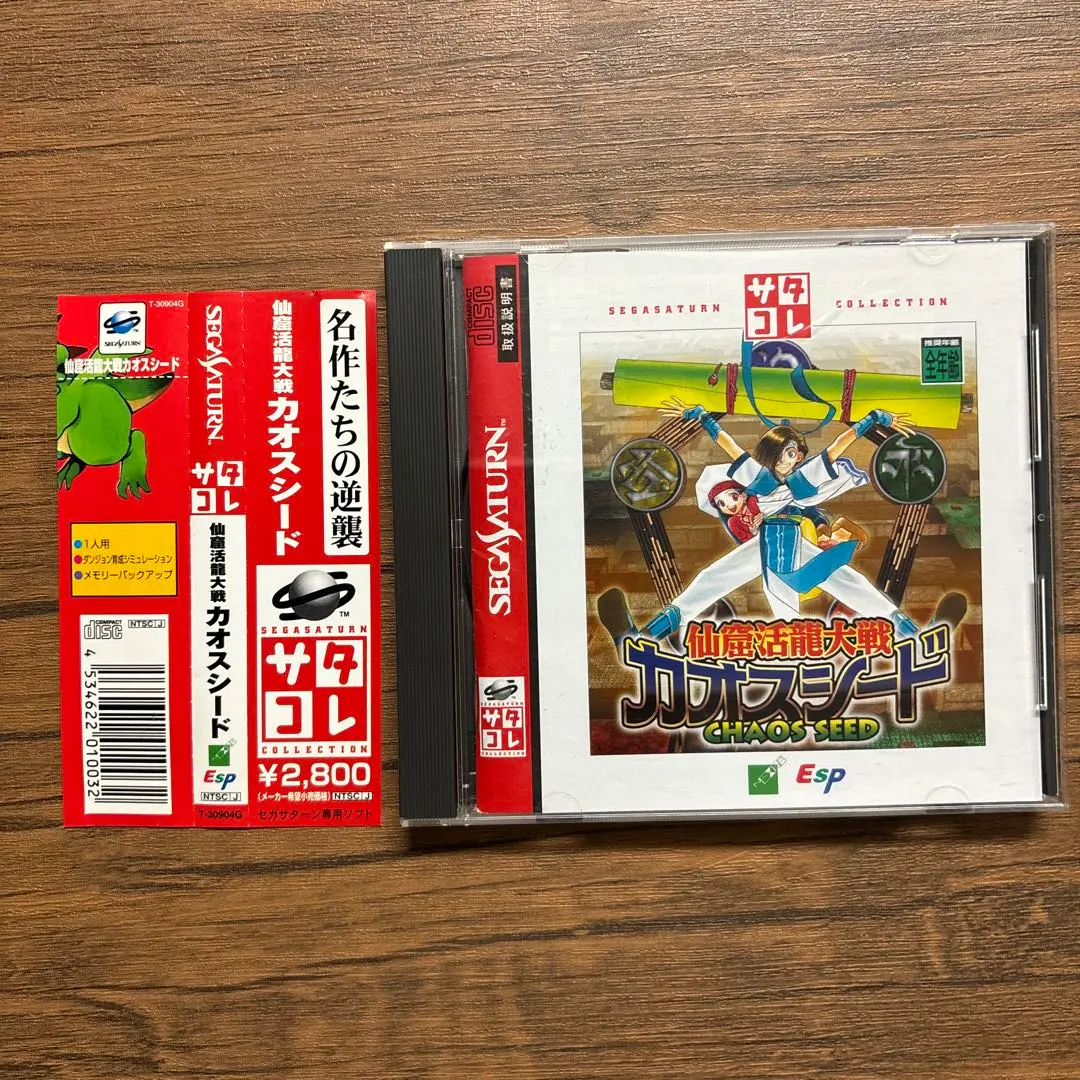 T-30904G
SEGA SATURN
仙窟活龍大戦カオスシード
1人用
ダンジョン育成シミュレーション
メモリーバックアップ
COMPACT
disc
NTSC J
4 534622 010032
SEGA SATURN™
サタ
コレ
仙窟活龍大戦
カオスシード
Esp
NTSC J
T-30904G
仙窟活龍大戦
カオスシード
名作たちの逆襲
TM
SEGASATURN
サタ
コレ
COLLECTION
¥2,800
(メーカー希望小売価格) NTSC J
セガサターン専用ソフト
COMPACT
disc
取扱説明書
SEGA SATURN™
SEGASATURN
サタ
コレ
COLLECTION
SEGASATURN
サタ
コレ
COLLECTION
推奨年齢
全年齢
仙窟活龍大戦
カオスシード
CHAOS SEED
Esp